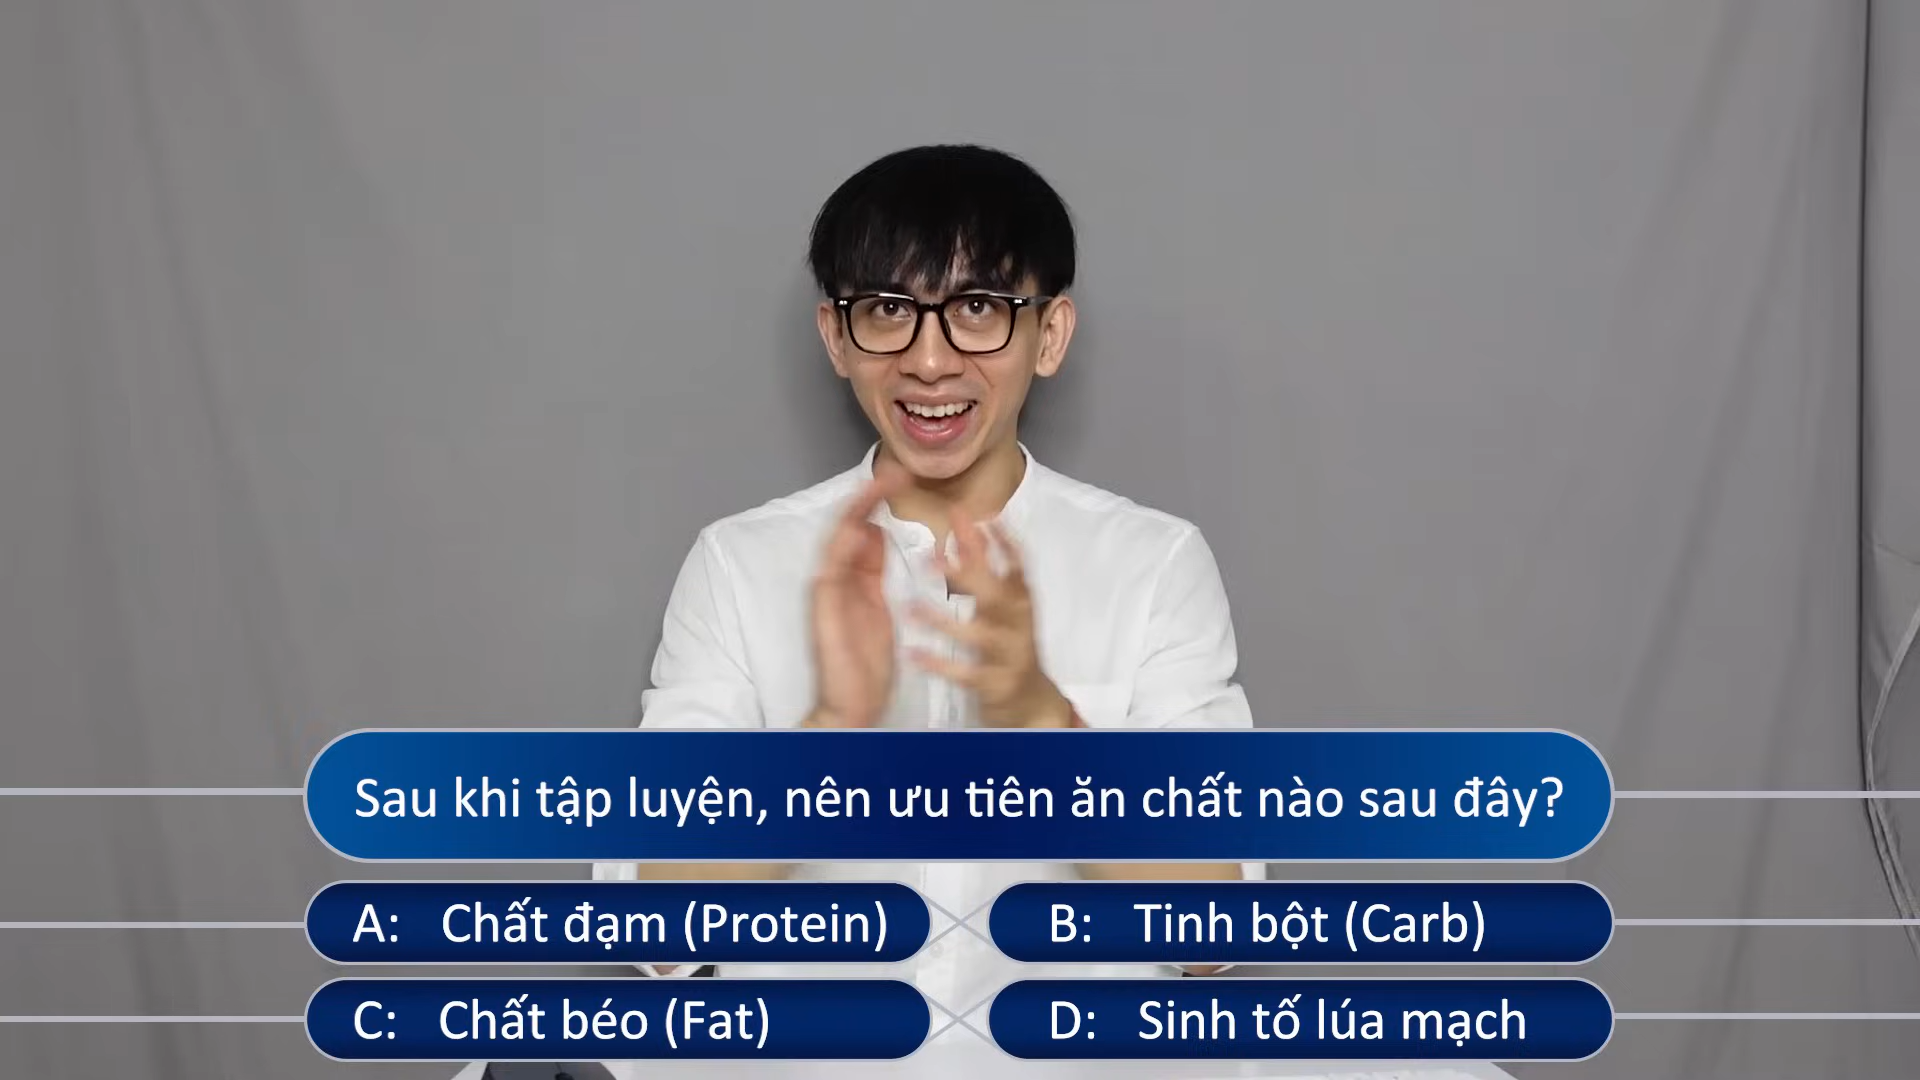 Sau khi tập luyện, nên ưu tiên ăn chất nào sau đây?
A: Chất đạm (Protein)
B: Tinh bột (Carb)
C: Chất béo (Fat)
D: Sinh tố lúa mạch